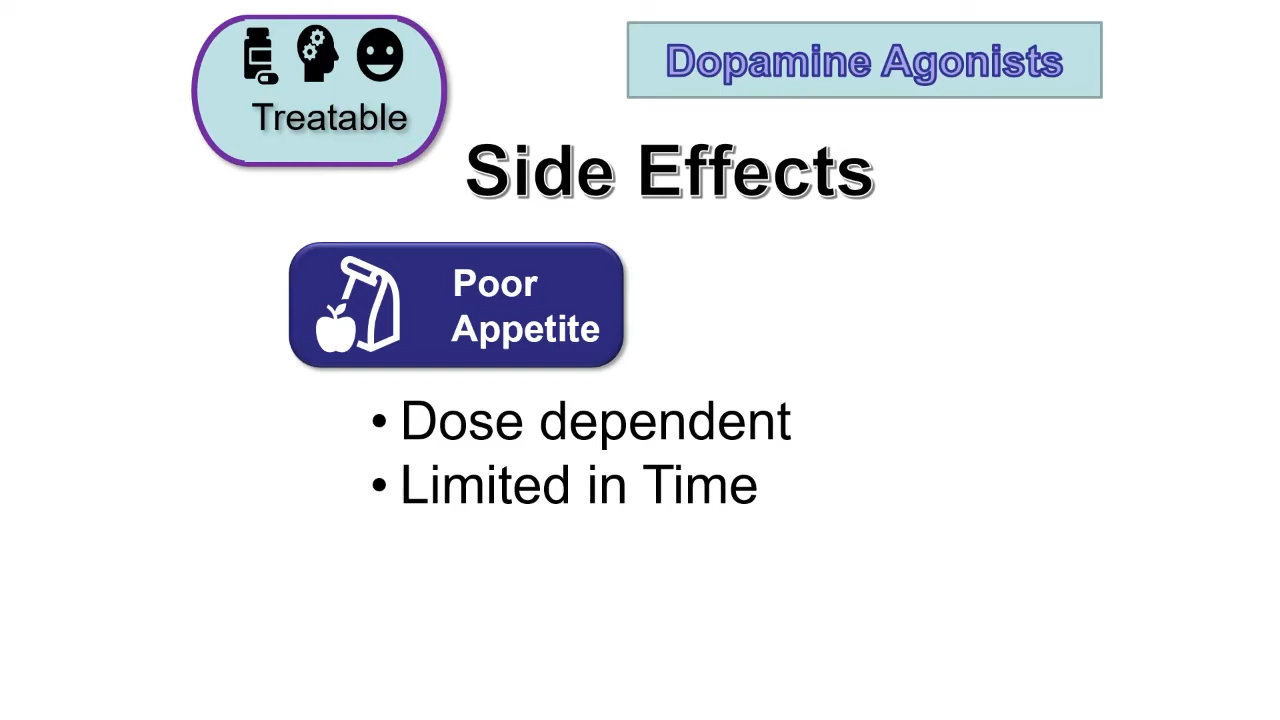 Dopamine Agonists
Treatable
Side Effects
Poor
Appetite
• Dose dependent
• Limited in Time